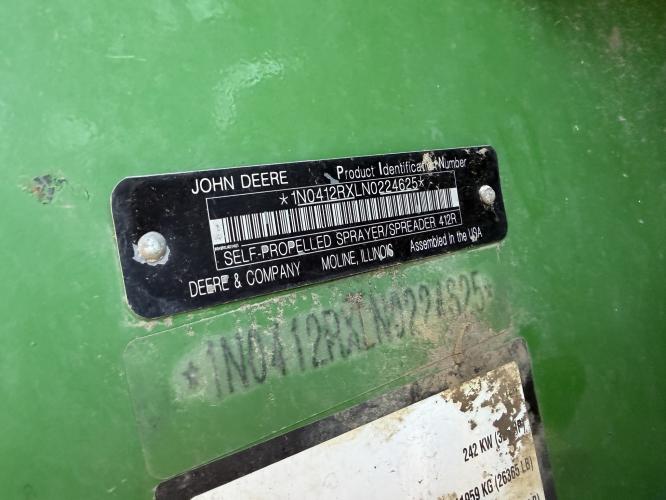 JOHN DEERE Product Identification Number
*1N0412RXLN0224625*
SELF-PROPELLED SPRAYER/SPREADER 412R
DEERE & COMPANY MOLINE, ILLINOIS Assembled in the USA
*1N0412RXLN0224625*
242 KW
KG (26365 LB)